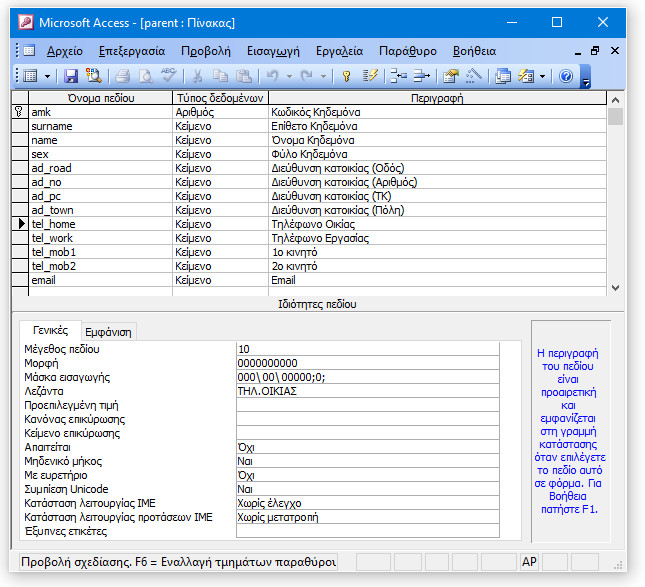 Microsoft Access - [parent : Πίνακας]
Αρχείο Επεξεργασία Προβολή Εισαγωγή Εργαλεία Παράθυρο Βοήθεια
Όνομα πεδίου Τύπος δεδομένων Περιγραφή
amk Αριθμός Κωδικός Κηδεμόνα
surname Κείμενο Επίθετο Κηδεμόνα
name Κείμενο Όνομα Κηδεμόνα
sex Κείμενο Φύλο Κηδεμόνα
ad_road Κείμενο Διεύθυνση κατοικίας (Οδός)
ad_no Κείμενο Διεύθυνση κατοικίας (Αριθμός)
ad_pc Κείμενο Διεύθυνση κατοικίας (ΤΚ)
ad_town Κείμενο Διεύθυνση κατοικίας (Πόλη)
tel_home Κείμενο Τηλέφωνο Οικίας
tel_work Κείμενο Τηλέφωνο Εργασίας
tel_mob1 Κείμενο 1ο κινητό
tel_mob2 Κείμενο 2ο κινητό
email Κείμενο Email
Ιδιότητες πεδίου
Γενικές Εμφάνιση
Μέγεθος πεδίου 10
Μορφή 0000000000
Μάσκα εισαγωγής 000\ 00\ 00000;0;
Λεζάντα ΤΗΛ.ΟΙΚΙΑΣ
Προεπιλεγμένη τιμή
Κανόνας επικύρωσης
Κείμενο επικύρωσης
Απαιτείται Όχι
Μηδενικό μήκος Ναι
Με ευρετήριο Όχι
Συμπίεση Unicode Ναι
Κατάσταση λειτουργίας IME Χωρίς έλεγχο
Κατάσταση λειτουργίας προτάσεων IME Χωρίς μετατροπή
Έξυπνες ετικέτες
Η περιγραφή
του πεδίου
είναι
προαιρετική
και
εμφανίζεται
στη γραμμή
κατάστασης
όταν επιλέγετε
το πεδίο αυτό
σε φόρμα. Για
Βοήθεια
πατήστε F1.
Προβολή σχεδίασης. F6 = Εναλλαγή τμημάτων παραθύρου ΑΡ